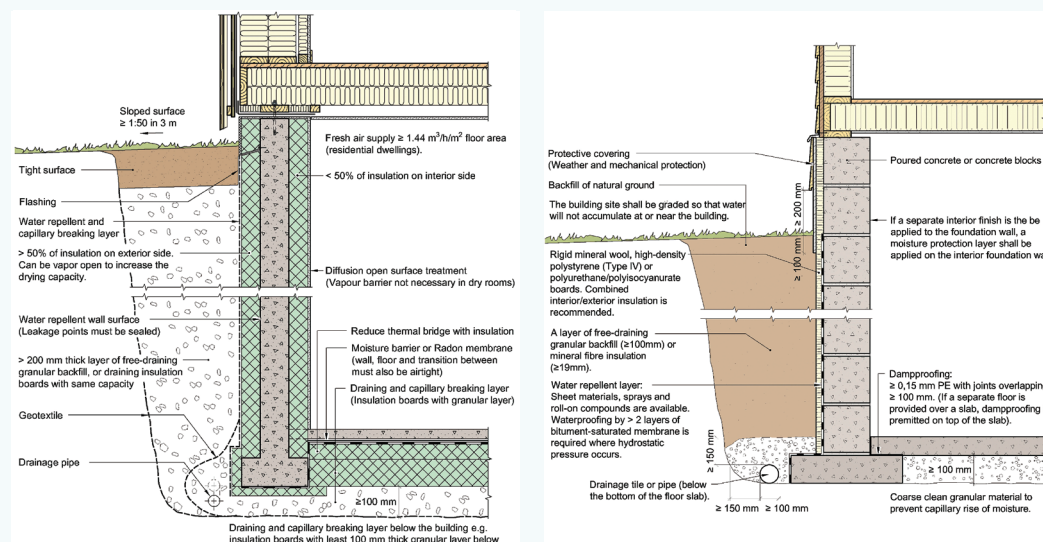 Sloped surface
≥ 1:50 in 3 m
Tight surface
Flashing
Water repellent and
capillary breaking layer
> 50% of insulation on exterior side.
Can be vapor open to increase the
drying capacity.
Water repellent wall surface
(Leakage points must be sealed)
> 200 mm thick layer of free-draining
granular backfill, or draining insulation
boards with same capacity
Geotextile
Drainage pipe
Fresh air supply ≥ 1.44 m³/h/m² floor area
(residential dwellings).
< 50% of insulation on interior side
Diffusion open surface treatment
(Vapour barrier not necessary in dry rooms)
Reduce thermal bridge with insulation
Moisture barrier or Radon membrane
(wall, floor and transition between
must also be airtight)
Draining and capillary breaking layer
(Insulation boards with granular layer)
≥100 mm
Draining and capillary breaking layer below the building e.g.
insulation boards with least 100 mm thick granular layer below
Protective covering
(Weather and mechanical protection)
Backfill of natural ground
The building site shall be graded so that water
will not accumulate at or near the building.
≥ 200 mm
≥ 100 mm
Rigid mineral wool, high-density
polystyrene (Type IV) or
polyurethane/polyisocyanurate
boards. Combined
interior/exterior insulation is
recommended.
A layer of free-draining
granular backfill (≥100mm) or
mineral fibre insulation
(≥19mm).
Water repellent layer:
Sheet materials, sprays and
roll-on compounds are available.
Waterproofing by > 2 layers of
bitument-saturated membrane is
required where hydrostatic
pressure occurs.
≥ 150 mm
Drainage tile or pipe (below
the bottom of the floor slab).
≥ 150 mm ≥ 100 mm
Poured concrete or concrete blocks
If a separate interior finish is the be
applied to the foundation wall, a
moisture protection layer shall be
applied on the interior foundation wa
Dampproofing:
≥ 0,15 mm PE with joints overlapping
≥ 100 mm. (If a separate floor is
provided over a slab, dampproofing
premitted on top of the slab).
≥ 100 mm
Coarse clean granular material to
prevent capillary rise of moisture.